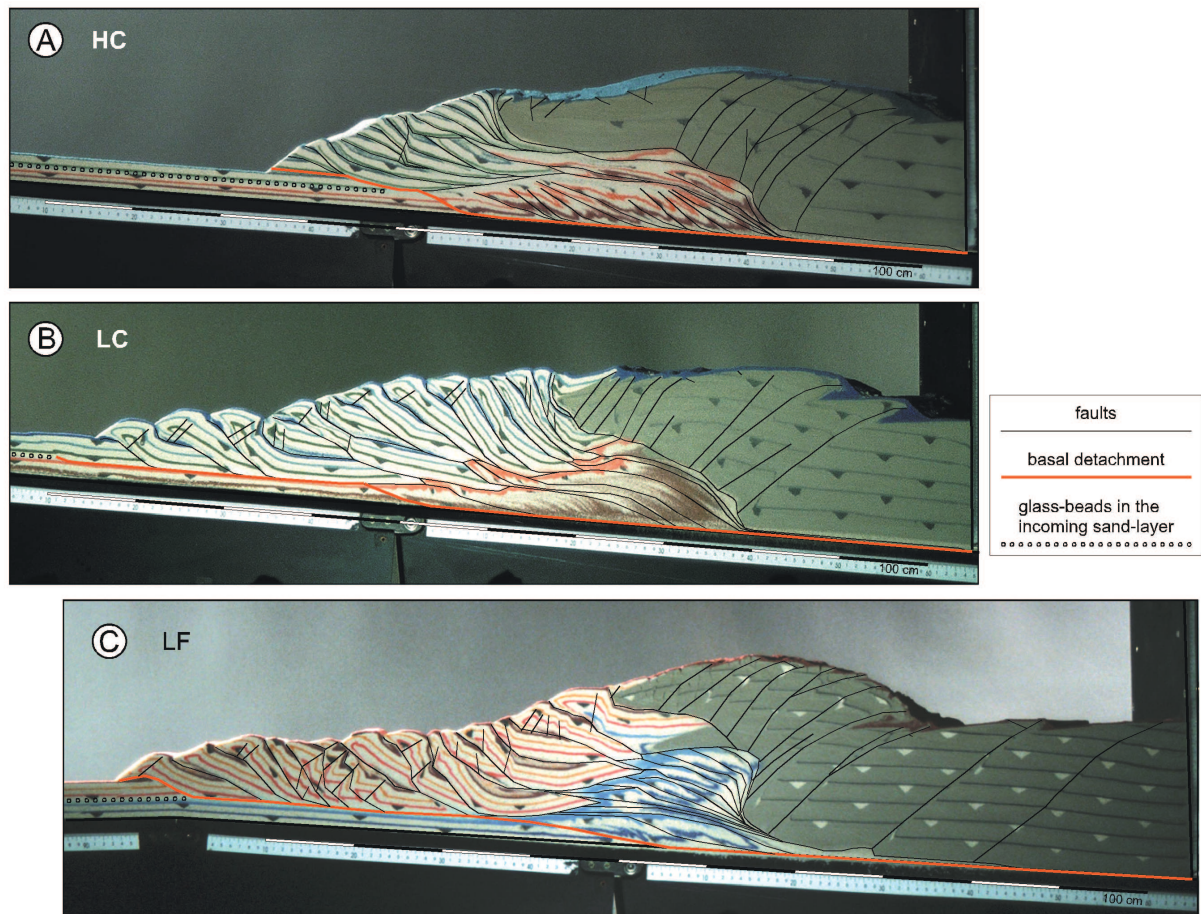 A HC
100 cm
B LC
100 cm
faults
basal detachment
glass-beads in the
incoming sand-layer
C LF
100 cm